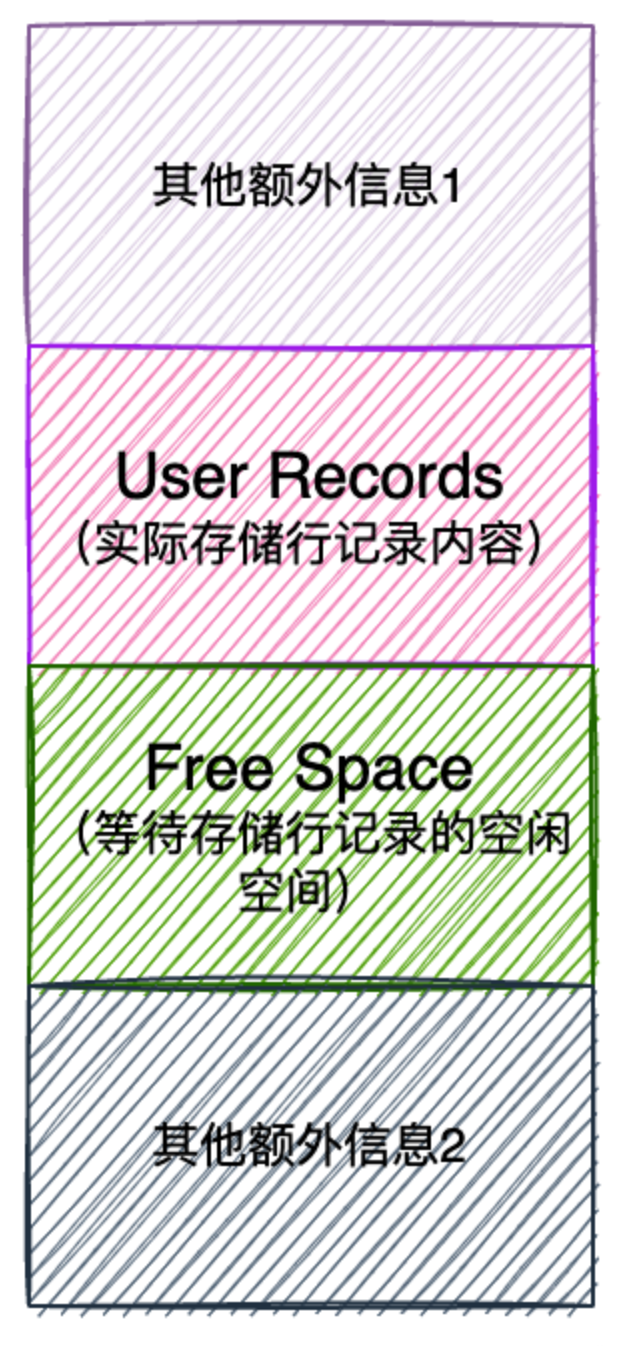 其他额外信息1
User Records
（实际存储行记录内容）
Free Space
（等待存储行记录的空闲
空间）
其他额外信息2